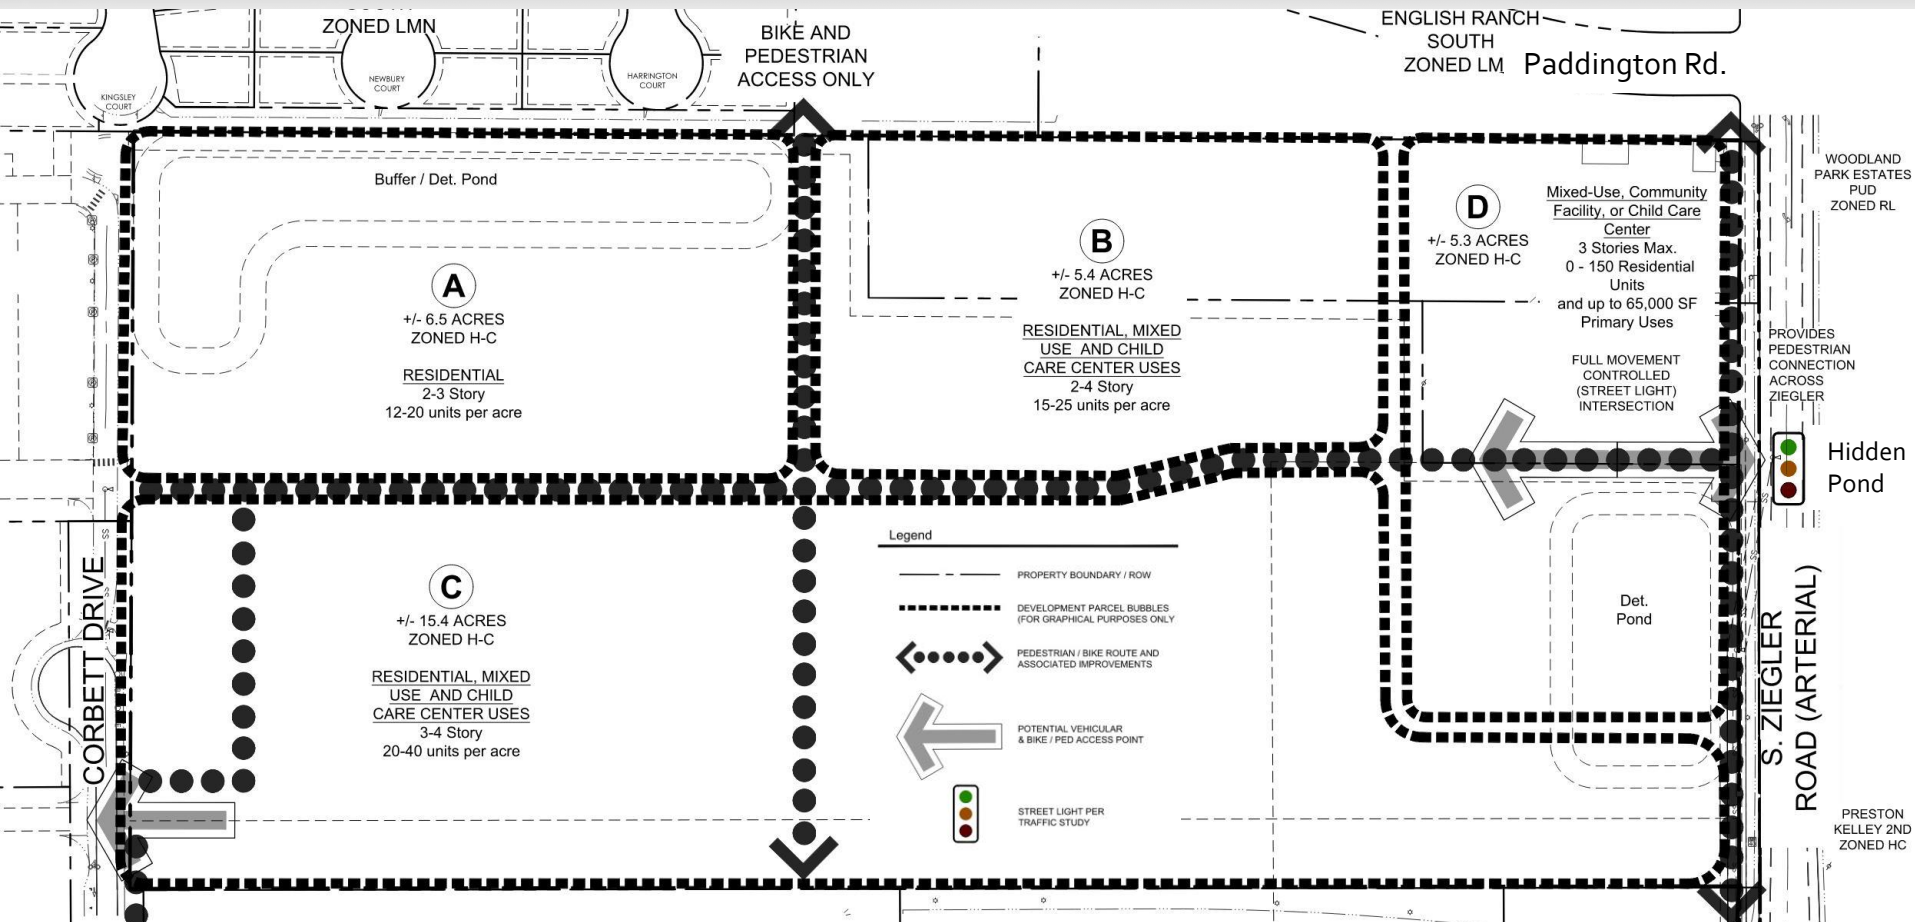 ZONED LMN
NEWBURY
COURT
HARRINGTON
COURT
KINGSLEY
COURT
BIKE AND
PEDESTRIAN
ACCESS ONLY
ENGLISH RANCH
SOUTH
ZONED LM
Paddington Rd.
WOODLAND
PARK ESTATES
PUD
ZONED RL
Buffer / Det. Pond
A
+/- 6.5 ACRES
ZONED H-C
RESIDENTIAL
2-3 Story
12-20 units per acre
B
+/- 5.4 ACRES
ZONED H-C
RESIDENTIAL, MIXED
USE AND CHILD
CARE CENTER USES
2-4 Story
15-25 units per acre
D
+/- 5.3 ACRES
ZONED H-C
Mixed-Use, Community
Facility, or Child Care
Center
3 Stories Max.
0 - 150 Residential
Units
and up to 65,000 SF
Primary Uses
FULL MOVEMENT
CONTROLLED
(STREET LIGHT)
INTERSECTION
PROVIDES
PEDESTRIAN
CONNECTION
ACROSS
ZIEGLER
Hidden
Pond
C
+/- 15.4 ACRES
ZONED H-C
RESIDENTIAL, MIXED
USE AND CHILD
CARE CENTER USES
3-4 Story
20-40 units per acre
Legend
PROPERTY BOUNDARY / ROW
DEVELOPMENT PARCEL BUBBLES
(FOR GRAPHICAL PURPOSES ONLY
PEDESTRIAN / BIKE ROUTE AND
ASSOCIATED IMPROVEMENTS
POTENTIAL VEHICULAR
& BIKE / PED ACCESS POINT
STREET LIGHT PER
TRAFFIC STUDY
Det.
Pond
CORBETT DRIVE
S. ZIEGLER
ROAD (ARTERIAL)
PRESTON
KELLEY 2ND
ZONED HC